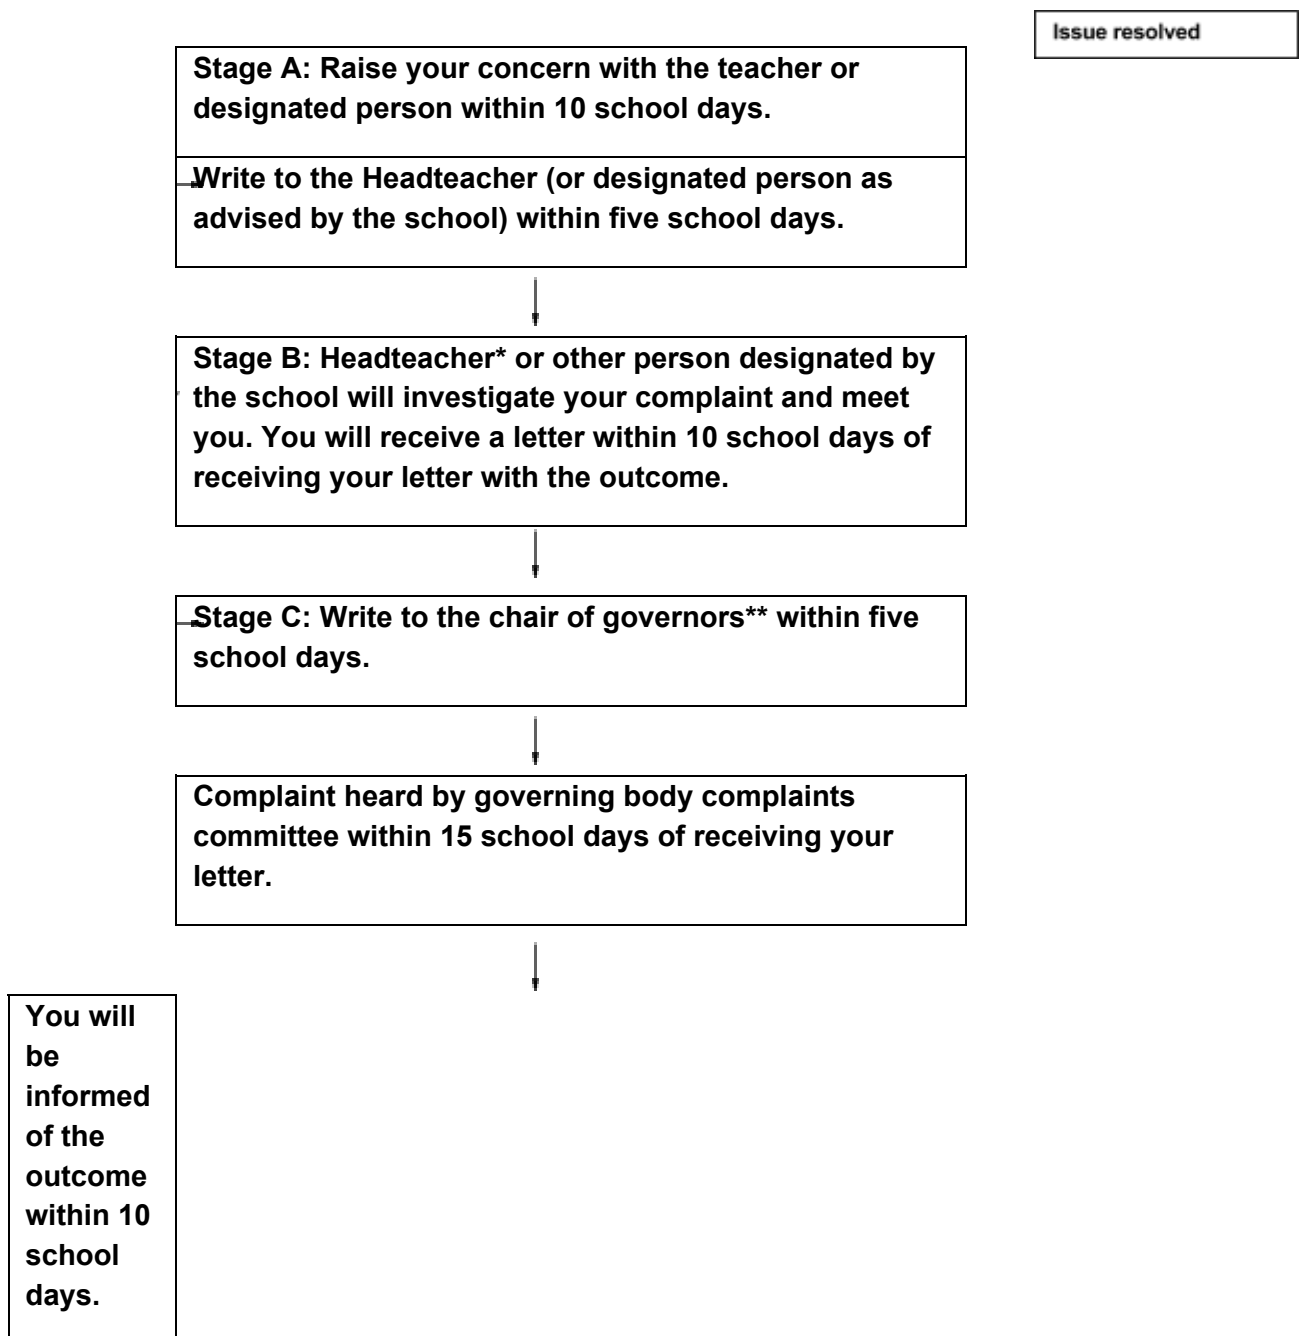 Issue resolved
Stage A: Raise your concern with the teacher or
designated person within 10 school days.
Write to the Headteacher (or designated person as
advised by the school) within five school days.
Stage B: Headteacher* or other person designated by
the school will investigate your complaint and meet
you. You will receive a letter within 10 school days of
receiving your letter with the outcome.
Stage C: Write to the chair of governors** within five
school days.
Complaint heard by governing body complaints
committee within 15 school days of receiving your
letter.
You will
be
informed
of the
outcome
within 10
school
days.